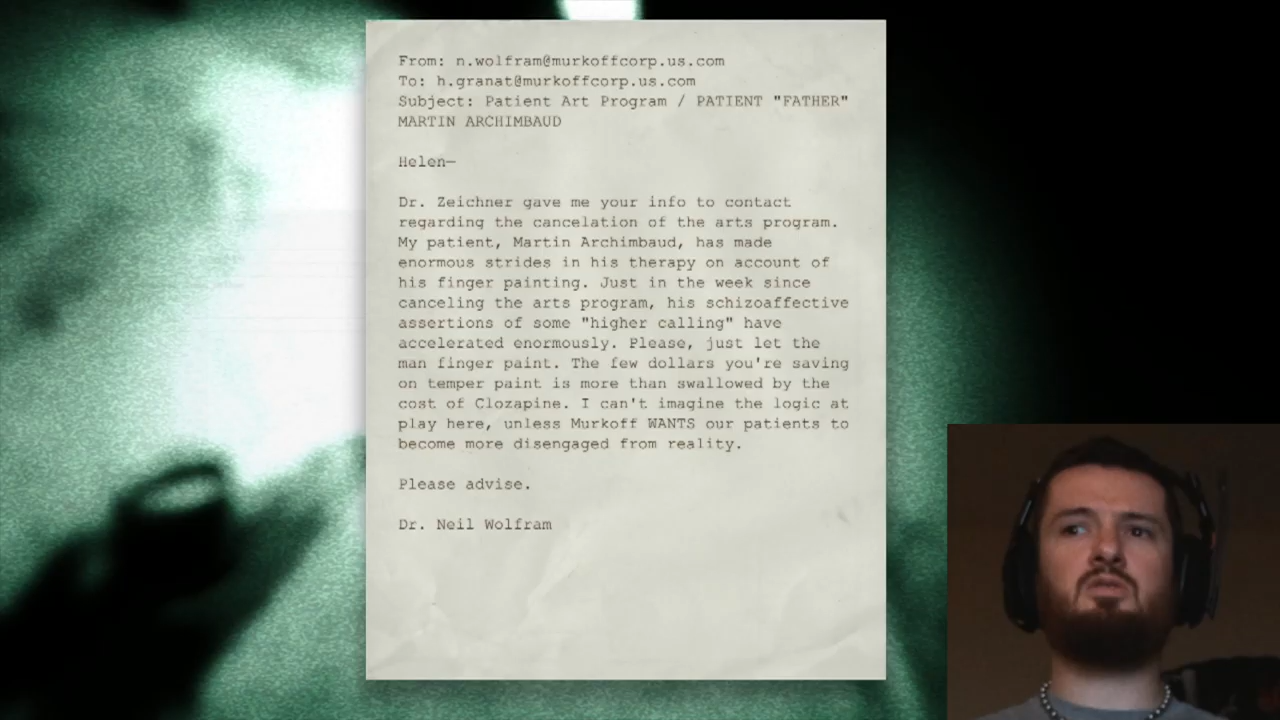 From: n.wolfram@murkoffcorp.us.com
To: h.granat@murkoffcorp.us.com
Subject: Patient Art Program / PATIENT "FATHER"
MARTIN ARCHIMBAUD
Helen—
Dr. Zeichner gave me your info to contact
regarding the cancelation of the arts program.
My patient, Martin Archimbaud, has made
enormous strides in his therapy on account of
his finger painting. Just in the week since
canceling the arts program, his schizoaffective
assertions of some "higher calling" have
accelerated enormously. Please, just let the
man finger paint. The few dollars you're saving
on temper paint is more than swallowed by the
cost of Clozapine. I can't imagine the logic at
play here, unless Murkoff WANTS our patients to
become more disengaged from reality.
Please advise.
Dr. Neil Wolfram